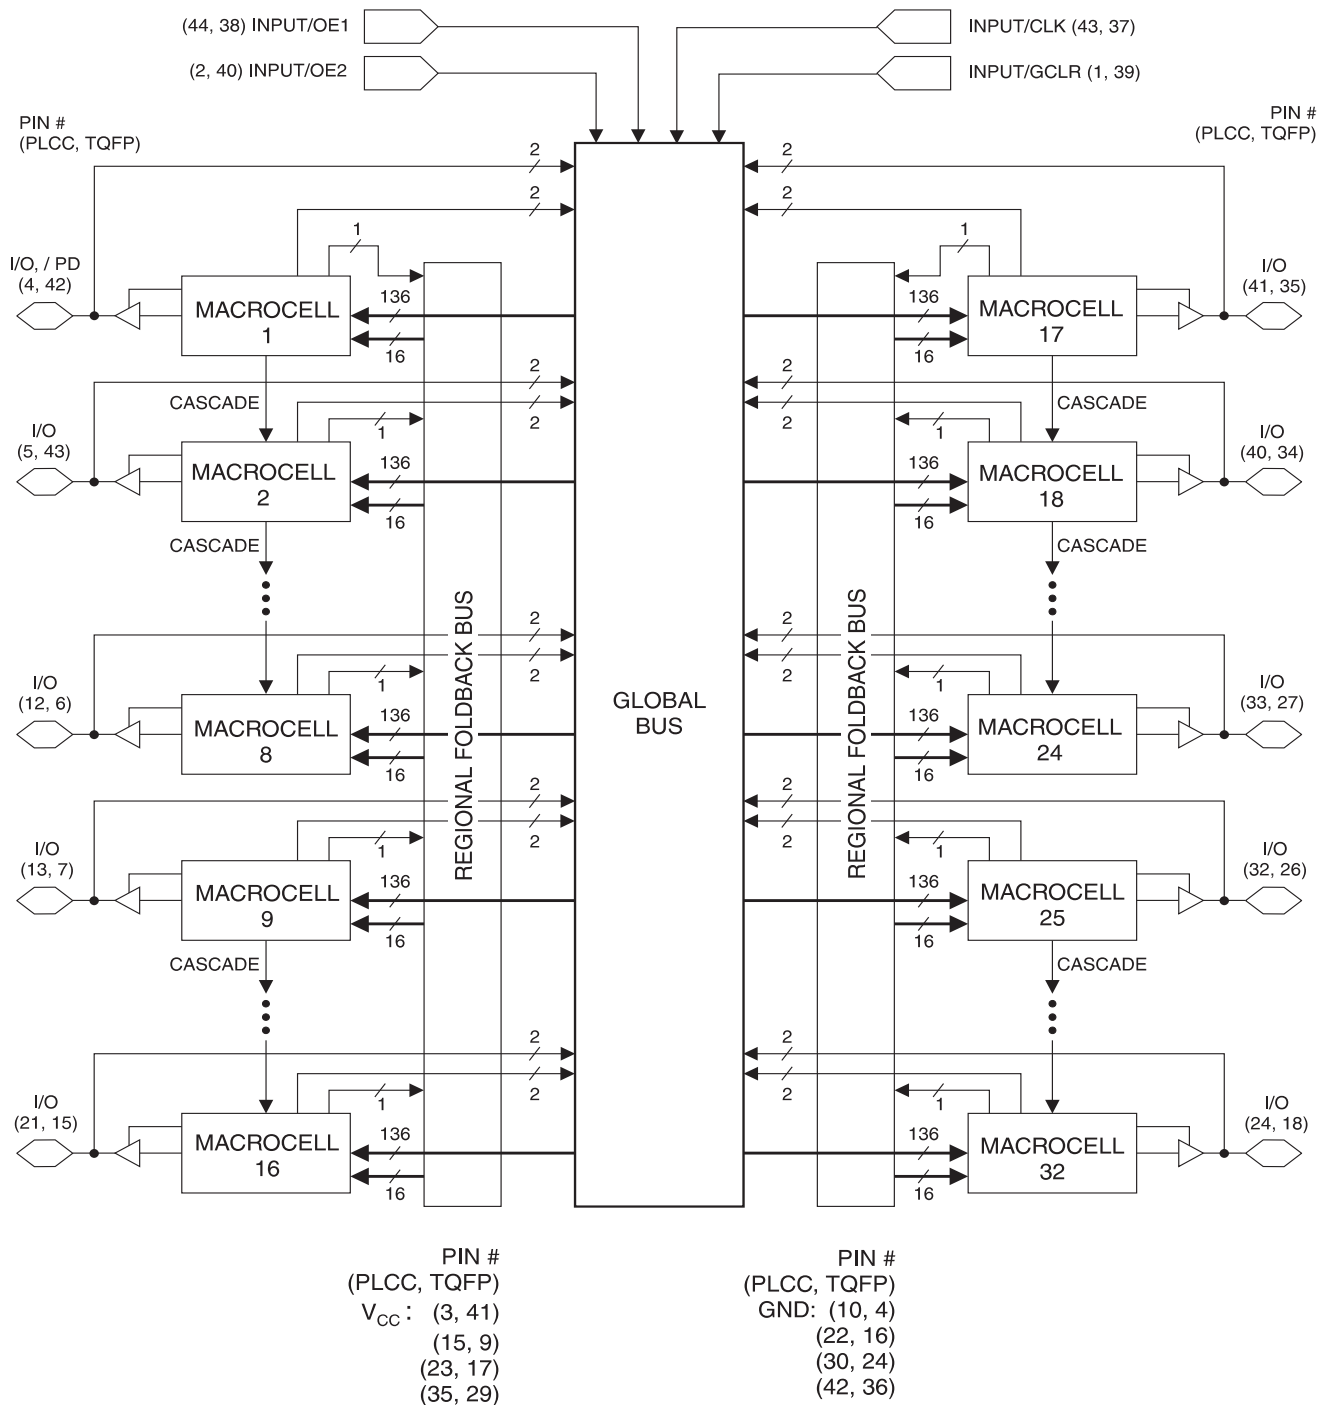 (44, 38) INPUT/OE1
INPUT/CLK (43, 37)
(2, 40) INPUT/OE2
INPUT/GCLR (1, 39)
PIN #
(PLCC, TQFP)
PIN #
(PLCC, TQFP)
2
2
2
2
1
1
I/O, / PD
(4, 42)
MACROCELL
1
136
16
136
16
MACROCELL
17
I/O
(41, 35)
2
2
CASCADE
2
1
2
1
CASCADE
I/O
(5, 43)
MACROCELL
2
136
16
136
16
MACROCELL
18
I/O
(40, 34)
CASCADE
CASCADE
REGIONAL FOLDBACK BUS
GLOBAL
BUS
REGIONAL FOLDBACK BUS
2
2
1
2
2
1
I/O
(12, 6)
MACROCELL
8
136
16
136
16
MACROCELL
24
I/O
(33, 27)
2
2
1
2
2
1
I/O
(13, 7)
MACROCELL
9
136
16
136
16
MACROCELL
25
I/O
(32, 26)
CASCADE
CASCADE
2
2
1
2
2
1
I/O
(21, 15)
MACROCELL
16
136
16
136
16
MACROCELL
32
I/O
(24, 18)
PIN #
(PLCC, TQFP)
VCC : (3, 41)
(15, 9)
(23, 17)
(35, 29)
PIN #
(PLCC, TQFP)
GND: (10, 4)
(22, 16)
(30, 24)
(42, 36)